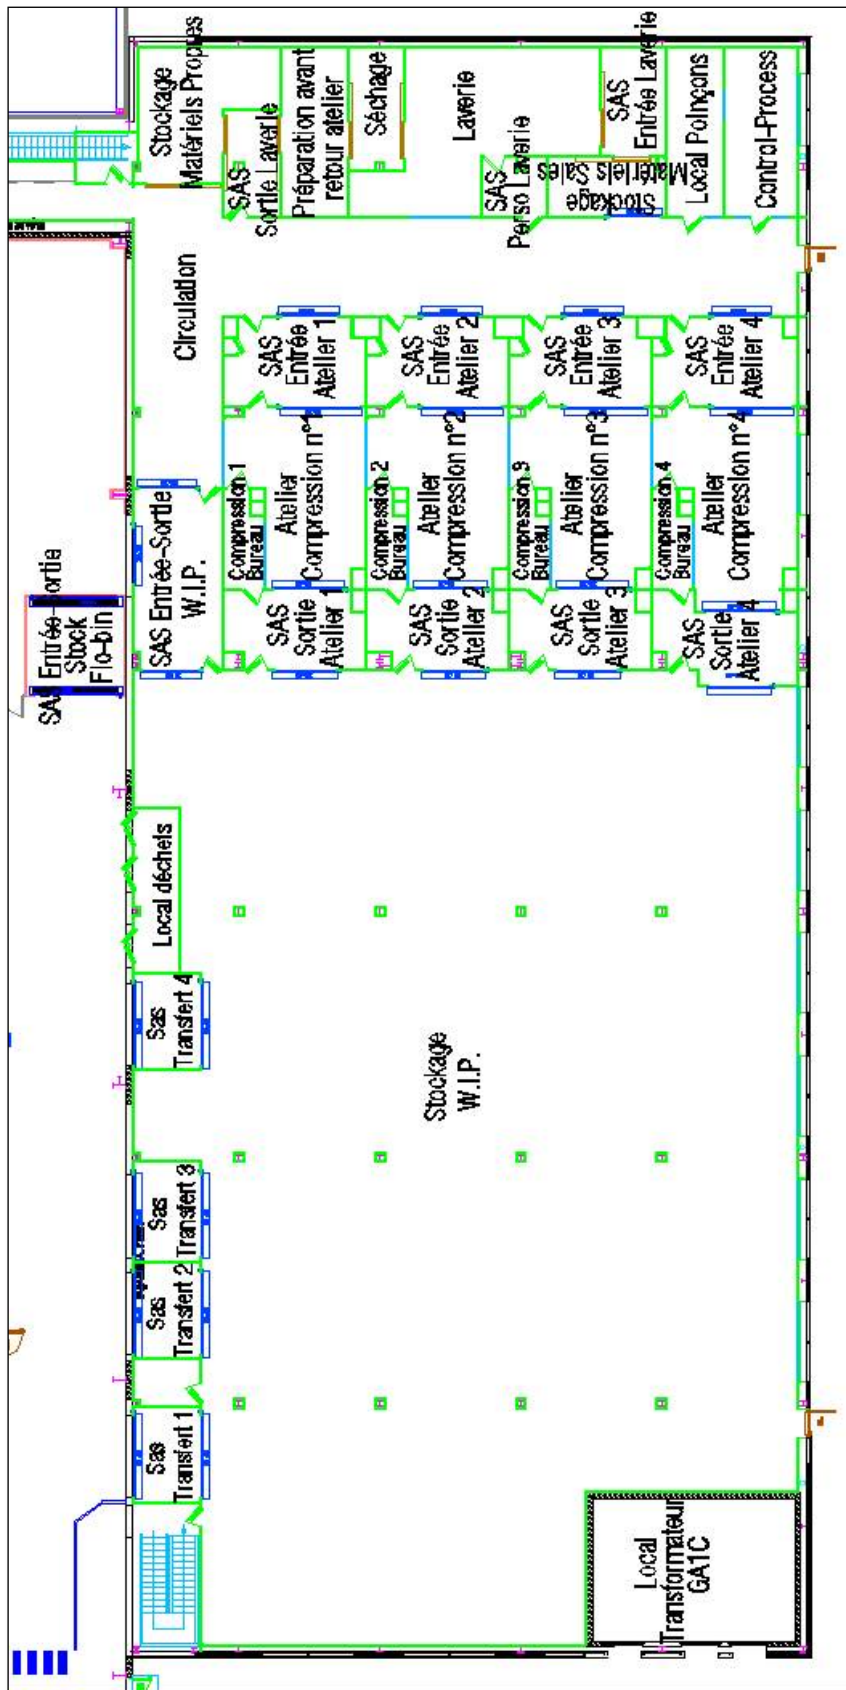 Stockage
Matériels Propres
SAS
Sortie Laverie
Préparation avant
retour atelier
Séchage
Laverie
SAS
Perso Laverie
SAS
Entrée Laverie
Stockage
Matériels Sales
Local Poinçons
Control-Process
Circulation
SAS
Entrée
Atelier 1
SAS
Entrée
Atelier 2
SAS
Entrée
Atelier 3
SAS
Entrée
Atelier 4
Compression 1
Bureau
Atelier
Compression n°1
Compression 2
Bureau
Atelier
Compression n°2
Compression 3
Bureau
Atelier
Compression n°3
Compression 4
Bureau
Atelier
Compression n°4
SAS Entrée-Sortie
Stock
Flo-bin
SAS Entrée-Sortie
W.I.P.
SAS
Sortie
Atelier 1
SAS
Sortie
Atelier 2
SAS
Sortie
Atelier 3
SAS
Sortie
Atelier 4
Local déchets
Sas
Transfert 4
Stockage
W.I.P.
Sas
Transfert 3
Sas
Transfert 2
Sas
Transfert 1
Local
Transformateur
GA1C